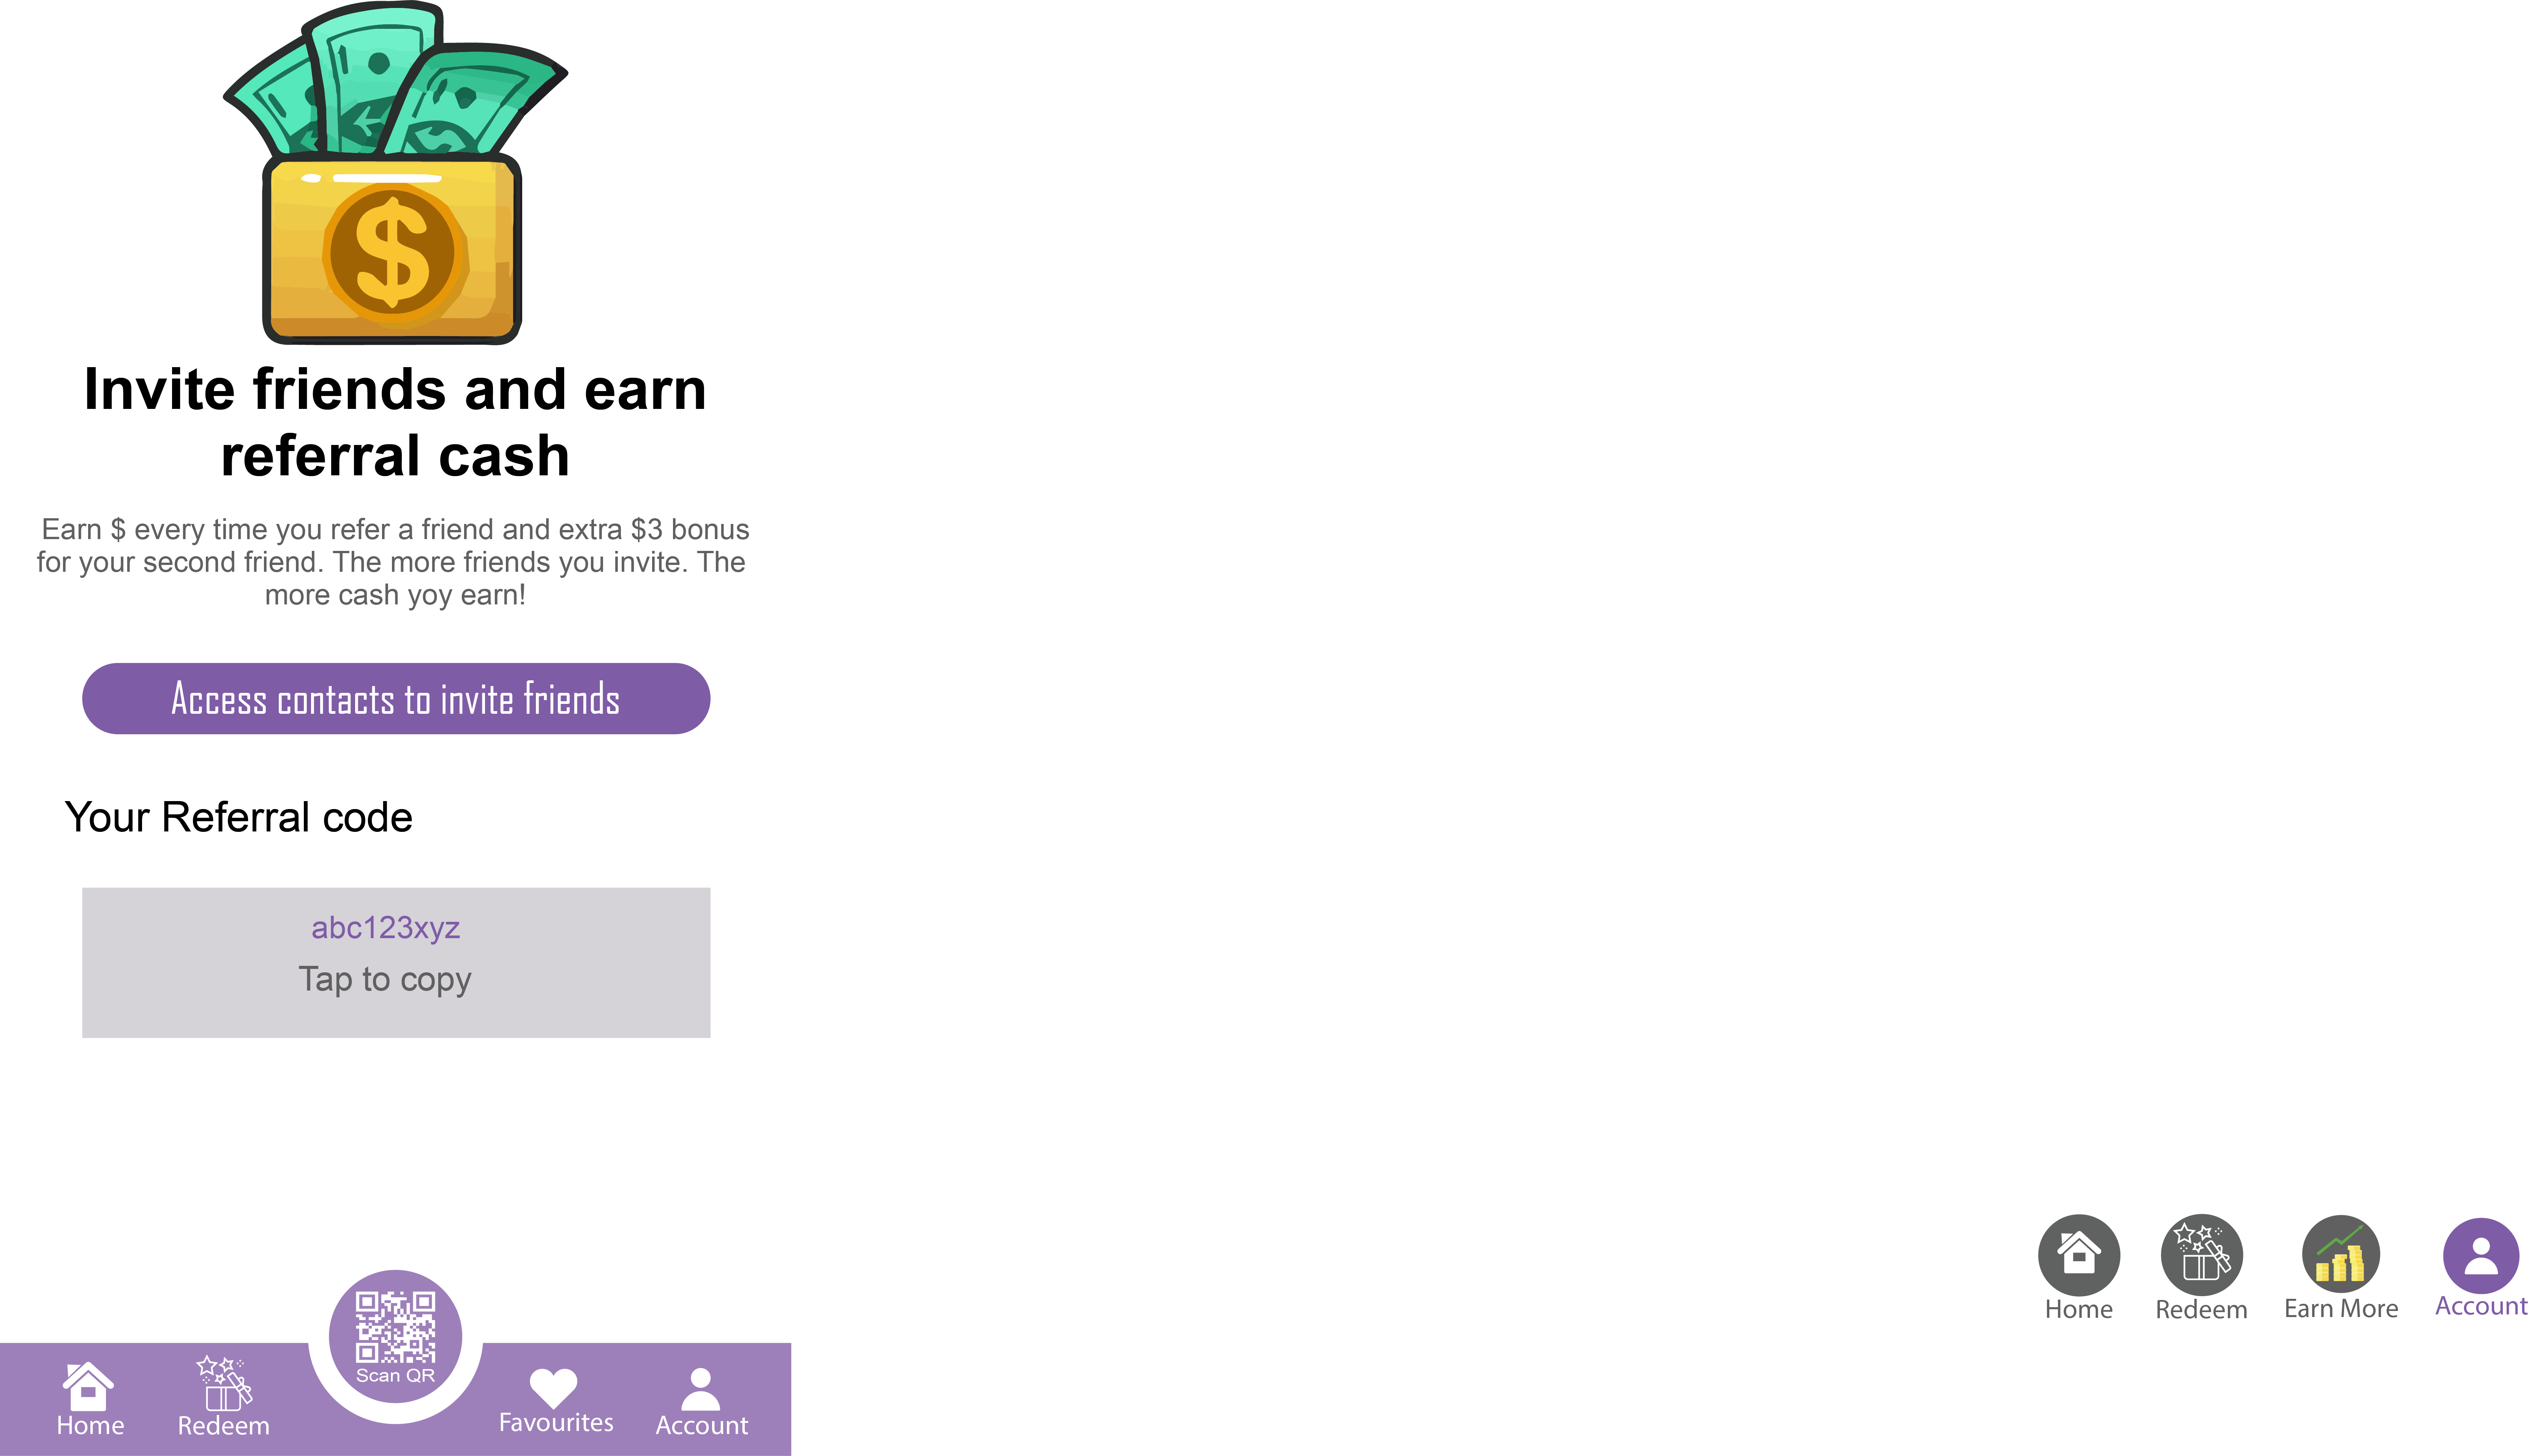 $
Invite friends and earn
referral cash
Earn $ every time you refer a friend and extra $3 bonus
for your second friend. The more friends you invite. The
more cash yoy earn!
Access contacts to invite friends
Your Referral code
abc123xyz
Tap to copy
Scan QR
Home
Redeem
Favourites
Account
Home
Redeem
Earn More
Account